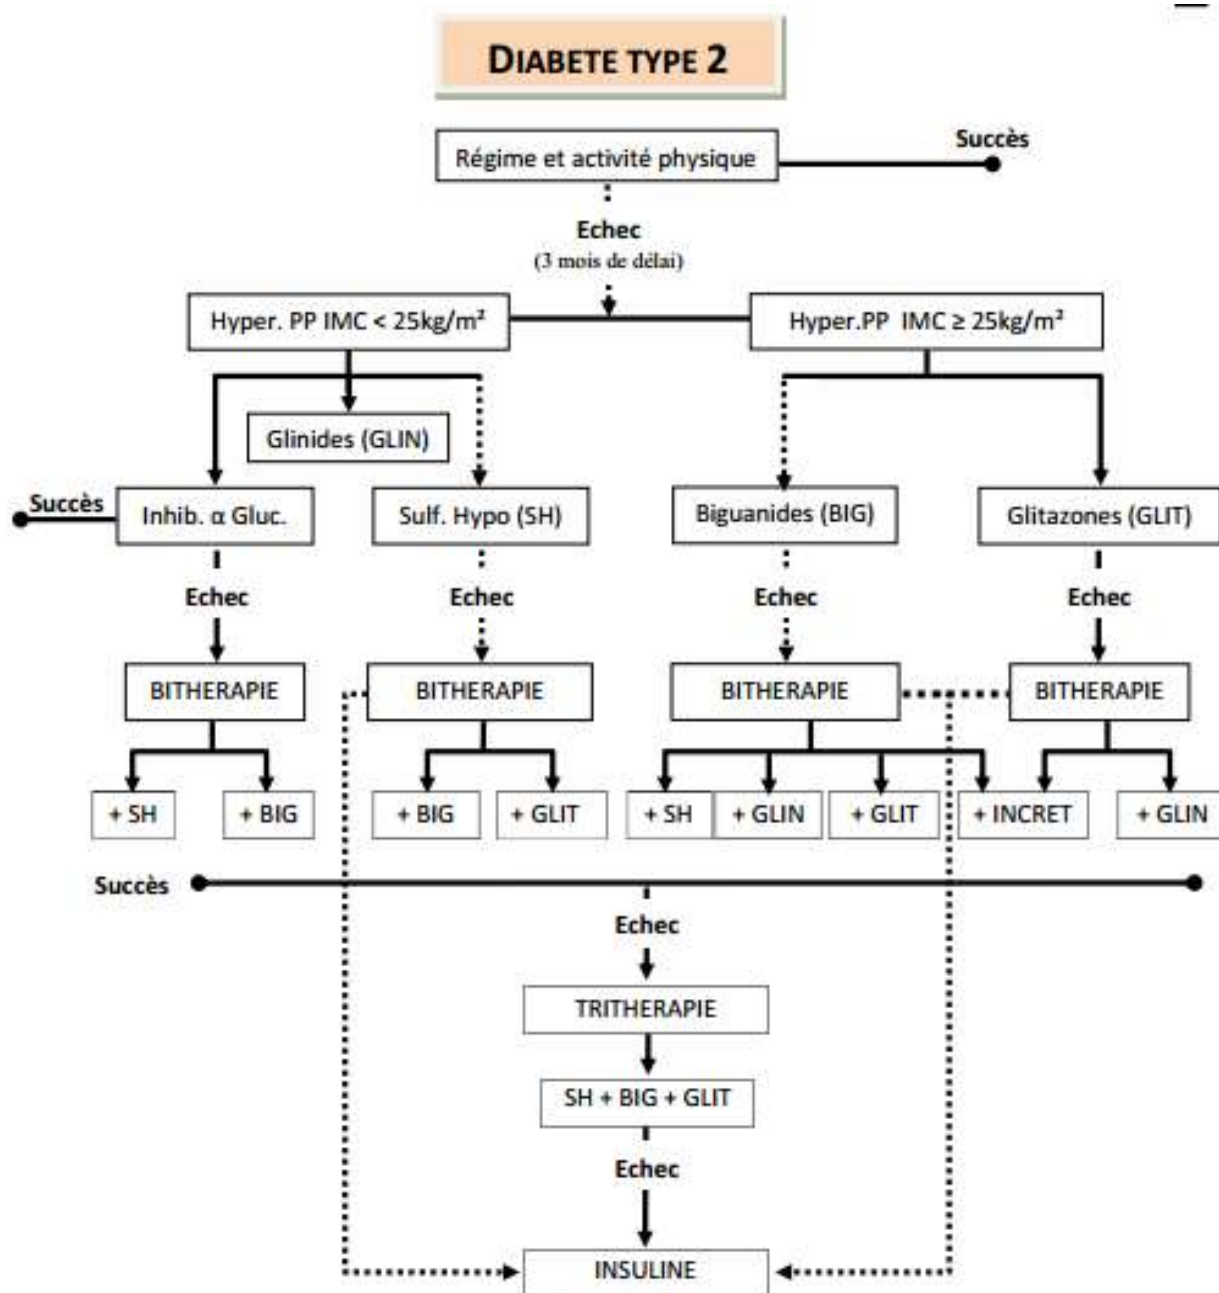 DIABETE TYPE 2
Régime et activité physique
Succès
Echec
(3 mois de délai)
Hyper. PP IMC < 25kg/m²
Hyper.PP IMC ≥ 25kg/m²
Glinides (GLIN)
Succès
Inhib. α Gluc.
Sulf. Hypo (SH)
Biguanides (BIG)
Glitazones (GLIT)
Echec
Echec
Echec
Echec
BITHERAPIE
BITHERAPIE
BITHERAPIE
BITHERAPIE
+ SH
+ BIG
+ BIG
+ GLIT
+ SH
+ GLIN
+ GLIT
+ INCRET
+ GLIN
Succès
Echec
TRITHERAPIE
SH + BIG + GLIT
Echec
INSULINE